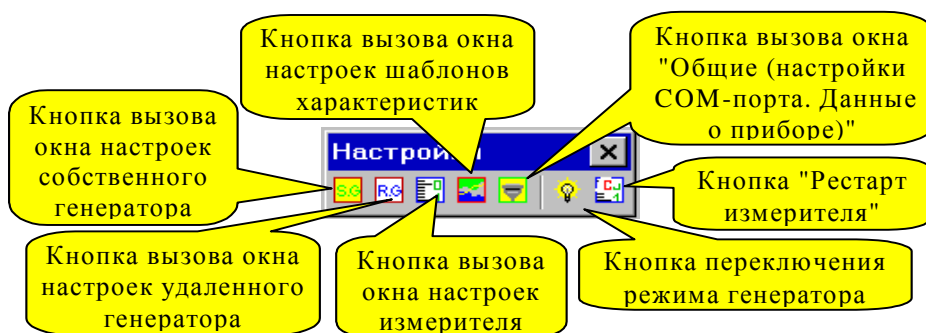 Кнопка вызова окна
настроек шаблонов
характеристик
Кнопка вызова окна
"Общие (настройки
COM-порта. Данные
о приборе)"
Кнопка вызова
окна настроек
собственного
генератора
Настройки
S.G
R.G
Кнопка "Рестарт
измерителя"
Кнопка вызова окна
настроек удаленного
генератора
Кнопка вызова
окна настроек
измерителя
Кнопка переключения
режима генератора